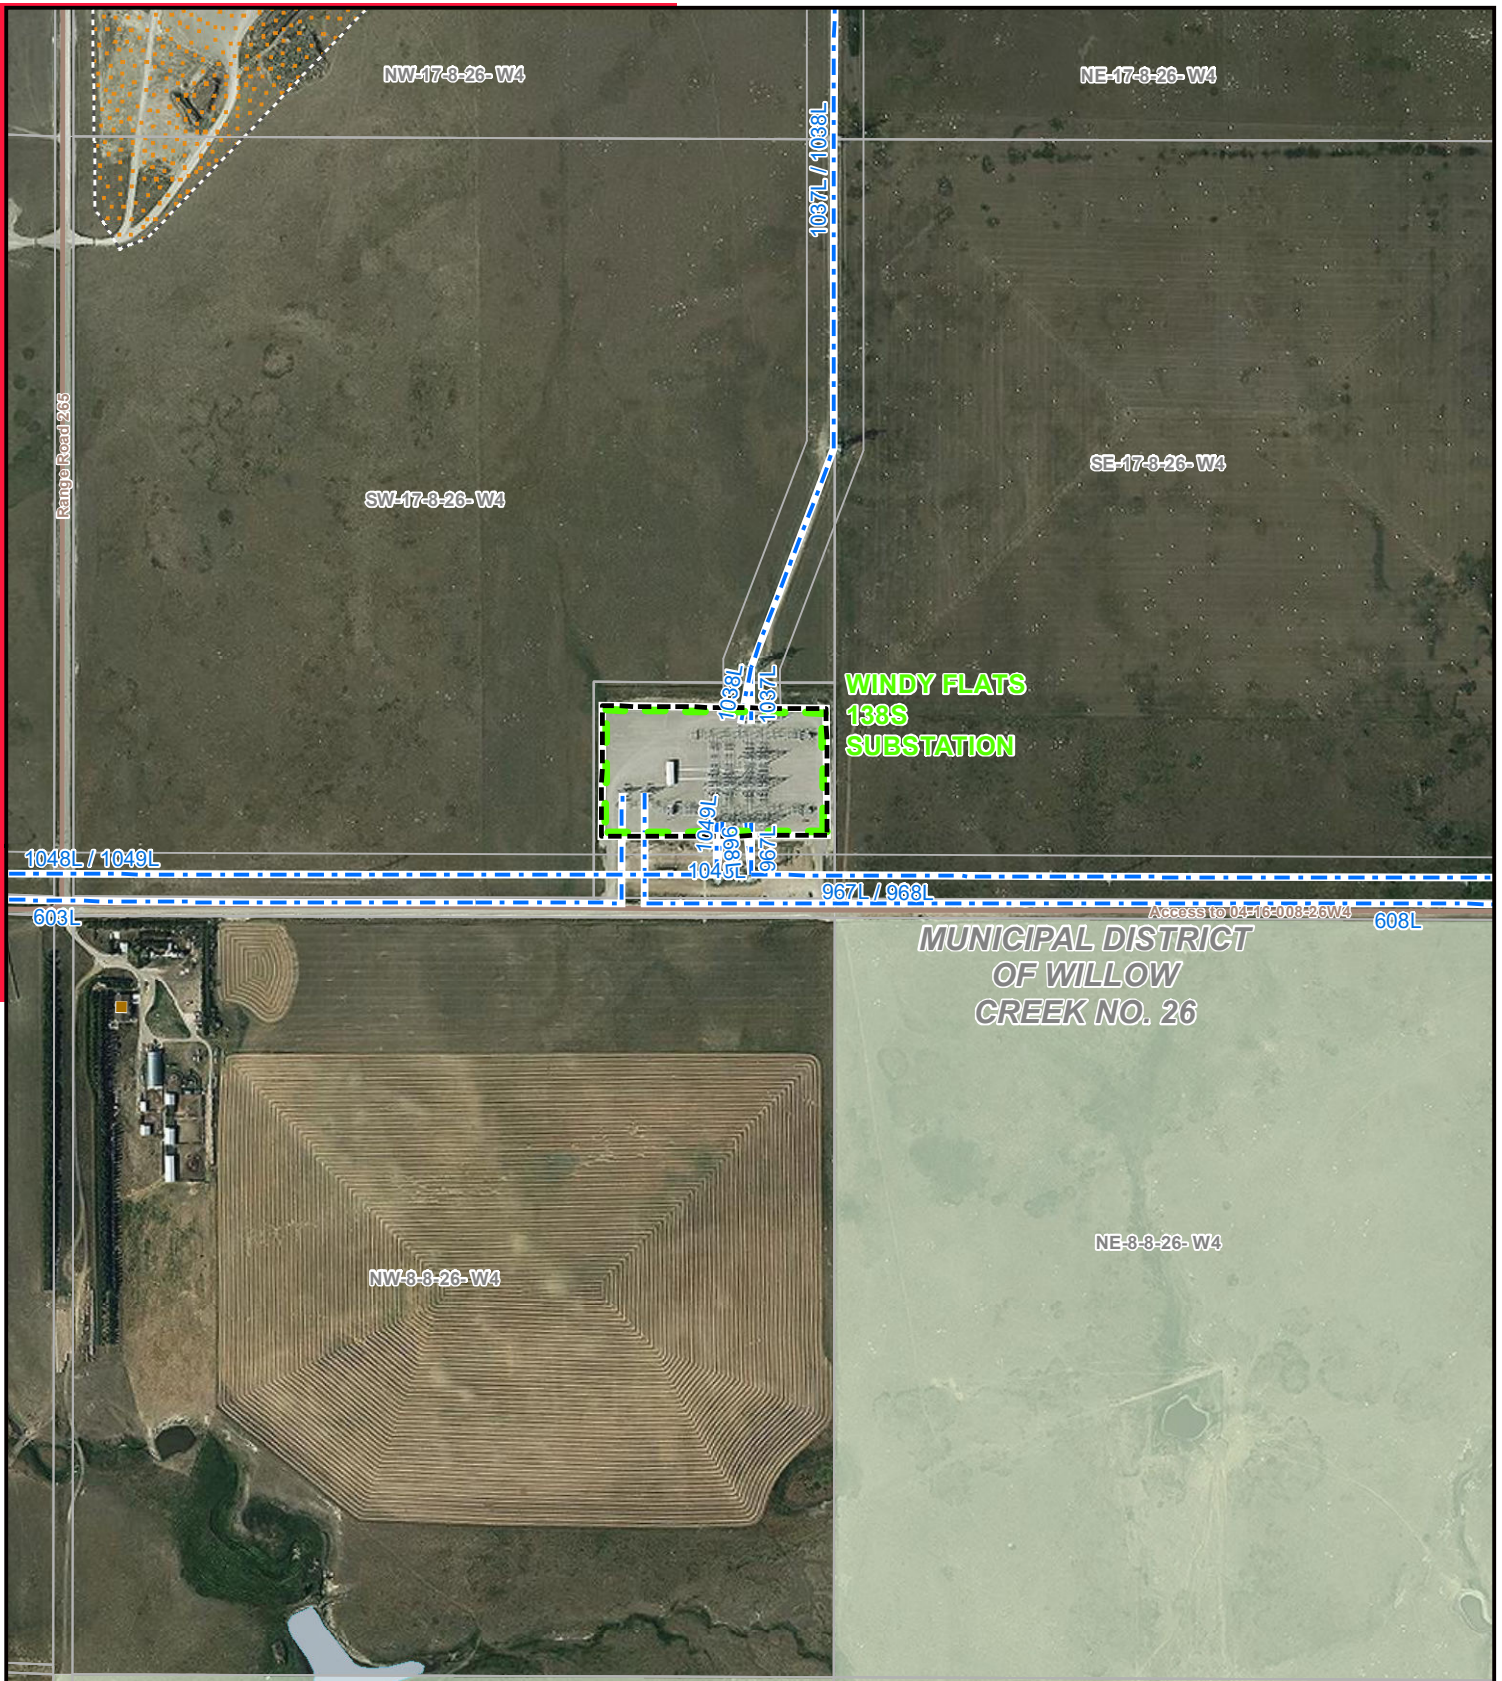 NW-17-8-26- W4
NE-17-8-26- W4
1037L / 1038L
Range Road 265
SE-17-8-26- W4
SW-17-8-26- W4
1038L
1037L
WINDY FLATS
138S
SUBSTATION
1049L
968L
967L
1048L / 1049L
1048L
967L / 968L
603L
Access to 04-16-008-26W4
608L
MUNICIPAL DISTRICT
OF WILLOW
CREEK NO. 26
NE-8-8-26- W4
NW-8-8-26- W4